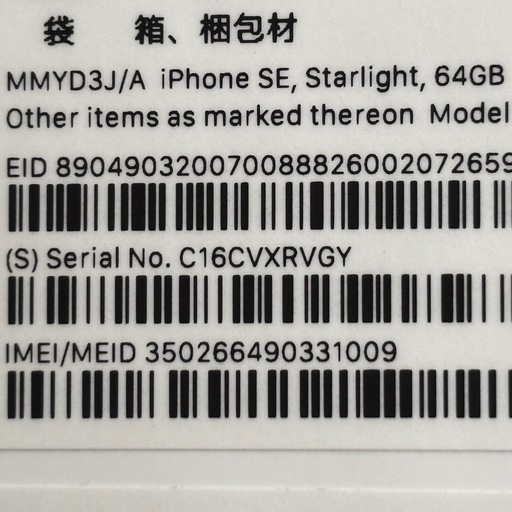 袋 箱、梱包材
MMYD3J/A iPhone SE, Starlight, 64GB
Other items as marked thereon Model
EID 890490320070088826002072659
(S) Serial No. C16CVXRVGY
IMEI/MEID 350266490331009